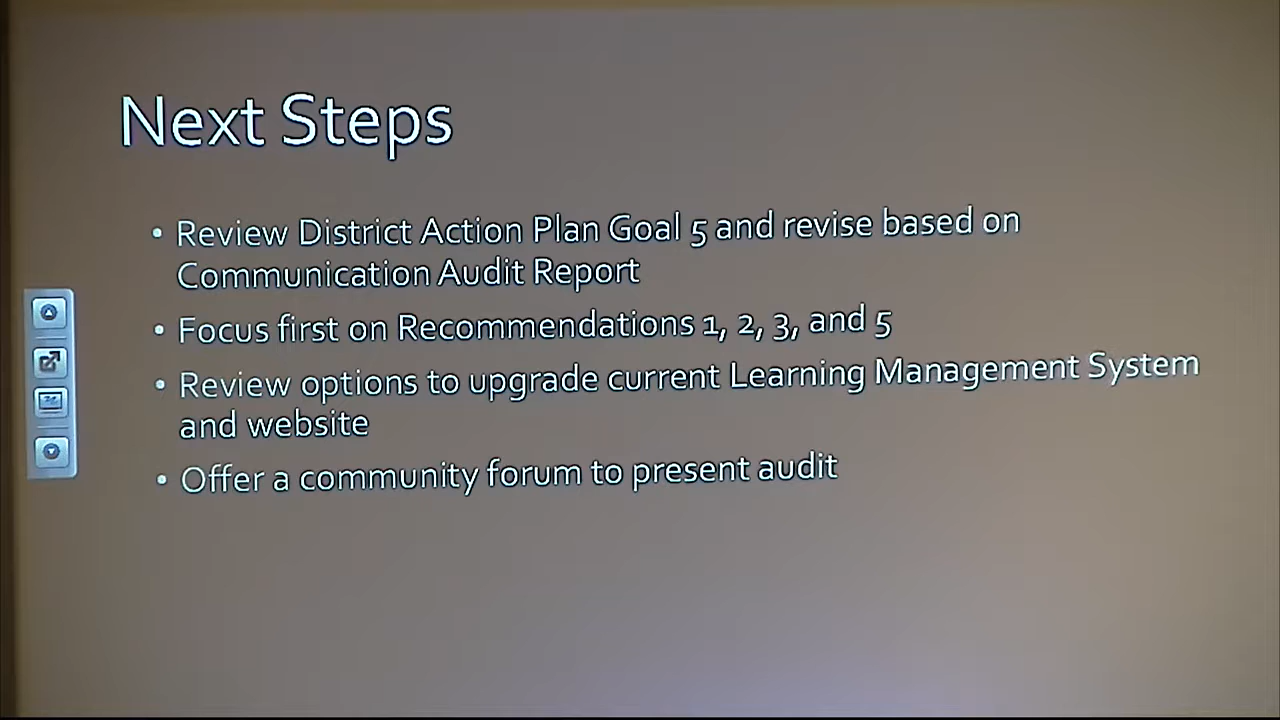 Next Steps
• Review District Action Plan Goal 5 and revise based on
Communication Audit Report
• Focus first on Recommendations 1, 2, 3, and 5
• Review options to upgrade current Learning Management System
and website
• Offer a community forum to present audit